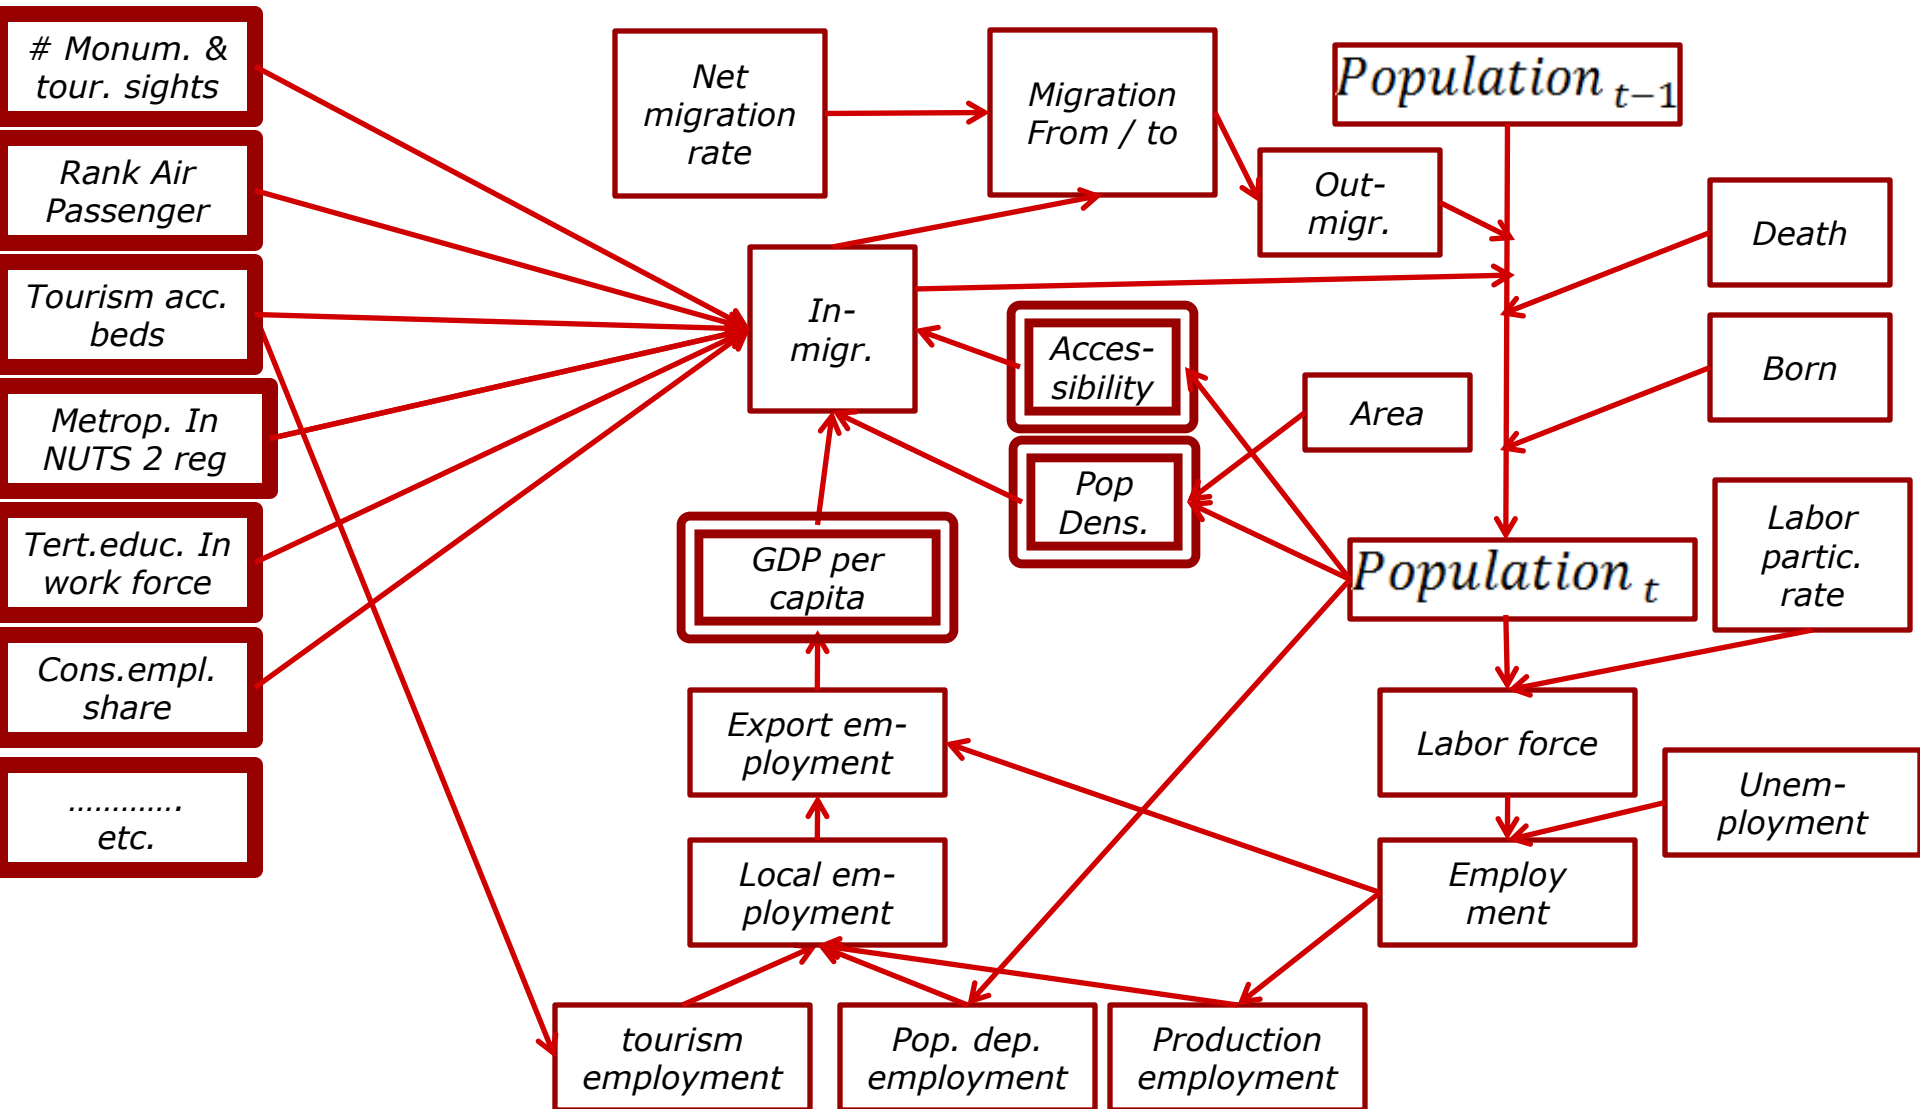 # Monum. &
tour. sights
Rank Air
Passenger
Tourism acc.
beds
Metrop. In
NUTS 2 reg
Tert.educ. In
work force
Cons.empl.
share
………….
etc.
Net
migration
rate
Migration
From / to
Population t−1
Out-
migr.
Death
In-
migr.
Acces-
sibility
Area
Born
Pop
Dens.
GDP per
capita
Population t
Labor
partic.
rate
Export em-
ployment
Labor force
Unem-
ployment
Local em-
ployment
Employ
ment
tourism
employment
Pop. dep.
employment
Production
employment